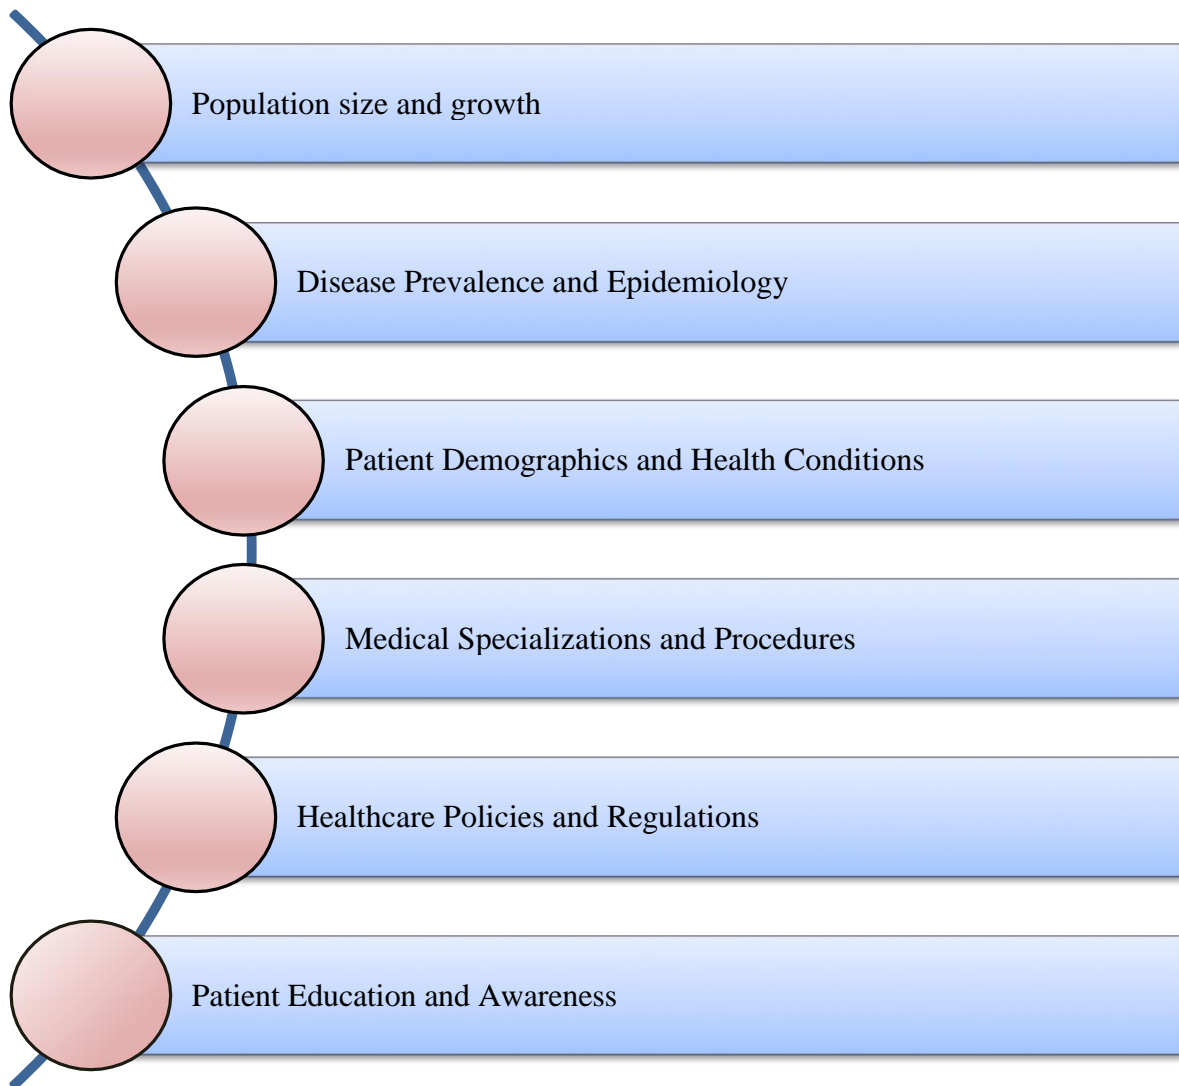 Population size and growth
Disease Prevalence and Epidemiology
Patient Demographics and Health Conditions
Medical Specializations and Procedures
Healthcare Policies and Regulations
Patient Education and Awareness